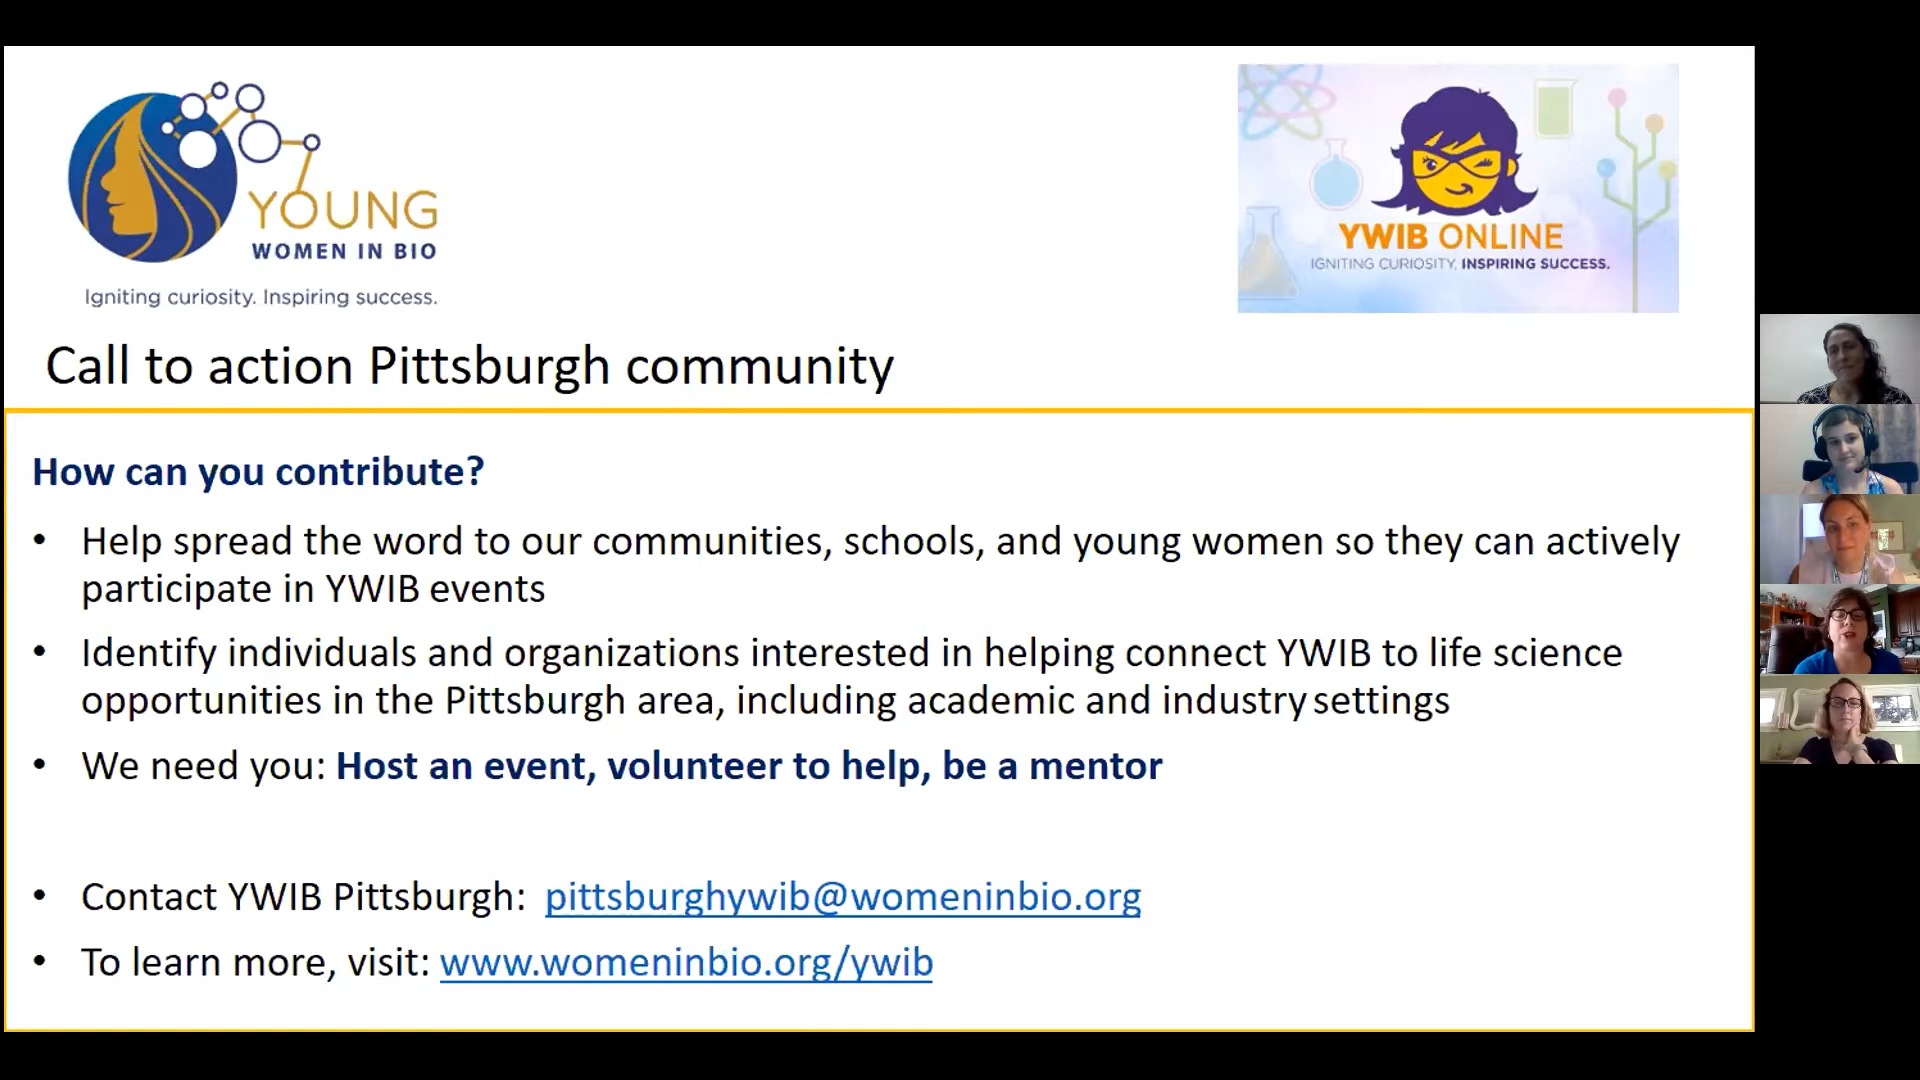 YOUNG
WOMEN IN BIO
Igniting curiosity. Inspiring success.
YWIB ONLINE
IGNITING CURIOSITY, INSPIRING SUCCESS.
Call to action Pittsburgh community
How can you contribute?
• Help spread the word to our communities, schools, and young women so they can actively
participate in YWIB events
• Identify individuals and organizations interested in helping connect YWIB to life science
opportunities in the Pittsburgh area, including academic and industry settings
• We need you: Host an event, volunteer to help, be a mentor
• Contact YWIB Pittsburgh: pittsburghywib@womeninbio.org
• To learn more, visit: www.womeninbio.org/ywib